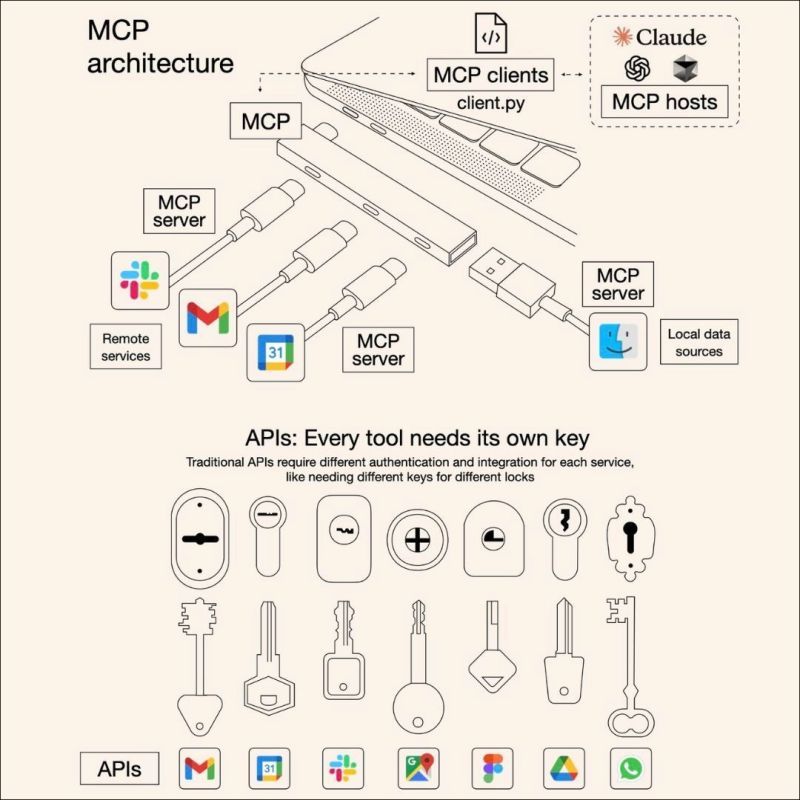 MCP
architecture
Claude
MCP clients
client.py
MCP hosts
MCP
MCP
server
MCP
server
31
Remote
services
MCP
server
Local data
sources
APIs: Every tool needs its own key
Traditional APIs require different authentication and integration for each service,
like needing different keys for different locks
APIs
31
G